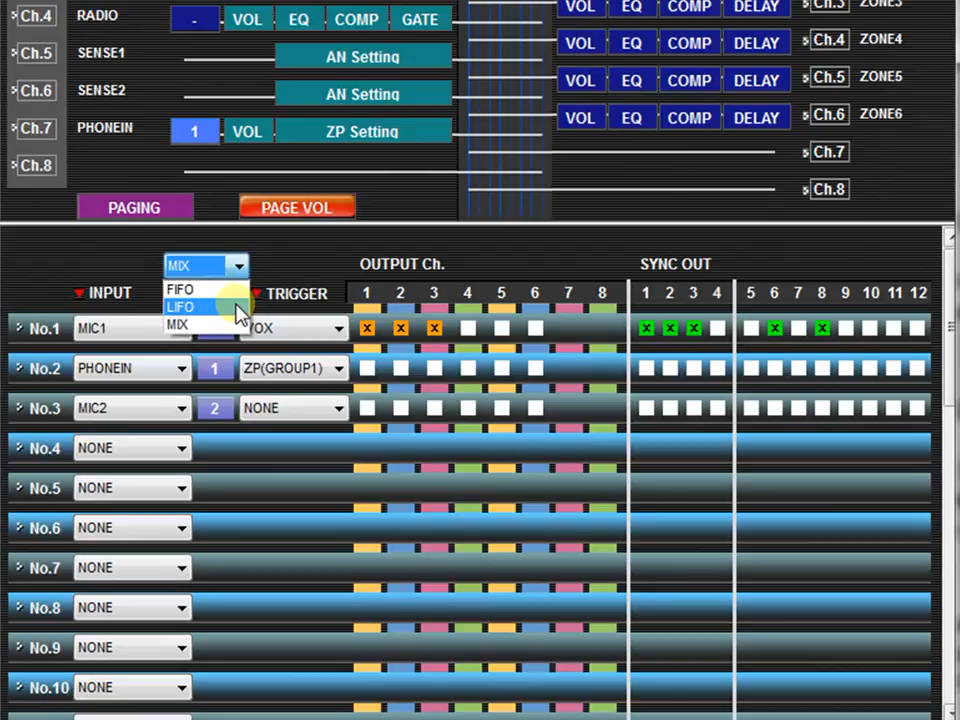 Ch.4 RADIO - VOL EQ COMP GATE VOL EQ COMP DELAY Ch.3 ZONE3
Ch.5 SENSE1 AN Setting VOL EQ COMP DELAY Ch.4 ZONE4
Ch.6 SENSE2 AN Setting VOL EQ COMP DELAY Ch.5 ZONE5
Ch.7 PHONEIN 1 VOL ZP Setting VOL EQ COMP DELAY Ch.6 ZONE6
Ch.8 Ch.7
PAGING PAGE VOL Ch.8
MIX OUTPUT Ch. SYNC OUT
INPUT FIFO TRIGGER 1 2 3 4 5 6 7 8 1 2 3 4 5 6 7 8 9 10 11 12
LIFO
MIX
No.1 MIC1 VOX x x x x x x x x
No.2 PHONEIN 1 ZP(GROUP1)
No.3 MIC2 2 NONE
No.4 NONE
No.5 NONE
No.6 NONE
No.7 NONE
No.8 NONE
No.9 NONE
No.10 NONE